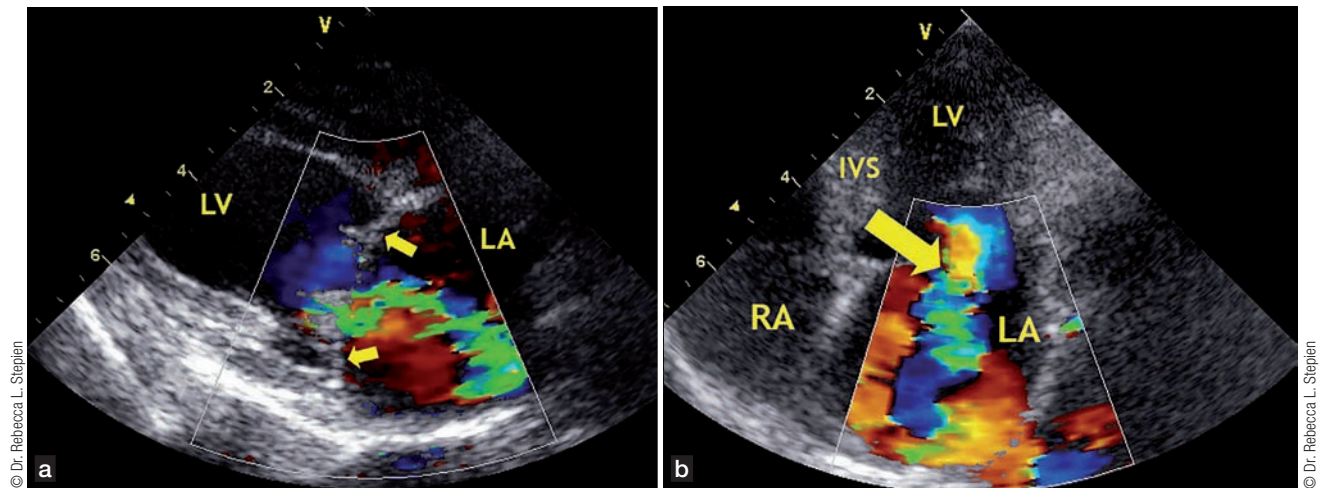 © Dr. Rebecca L. Stepien
V
2
4
6
LV
LA
a
V
2
4
6
LV
IVS
RA
LA
b
© Dr. Rebecca L. Stepien